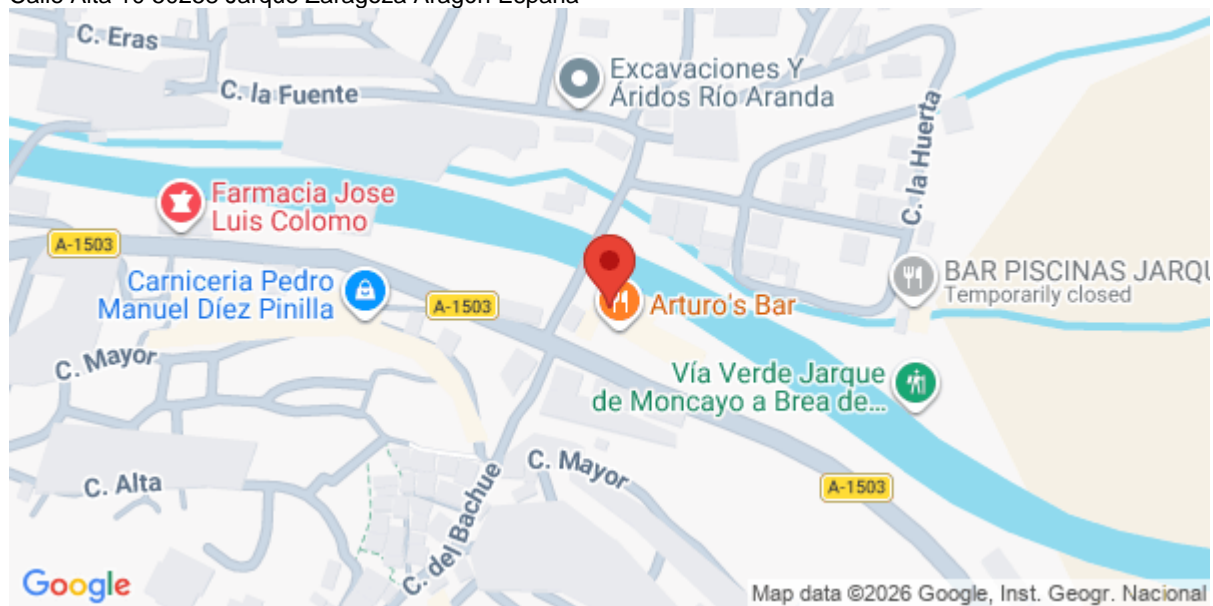 C. Eras
C. la Fuente
Excavaciones Y
Áridos Río Aranda
C. la Huerta
Farmacia Jose
Luis Colomo
A-1503
Carniceria Pedro
Manuel Díez Pinilla
A-1503
Arturo's Bar
BAR PISCINAS JARQU
Temporarily closed
C. Mayor
Vía Verde Jarque
de Moncayo a Brea de...
C. Alta
C. Mayor
A-1503
C. del Bachue
Google
Map data ©2026 Google, Inst. Geogr. Nacional